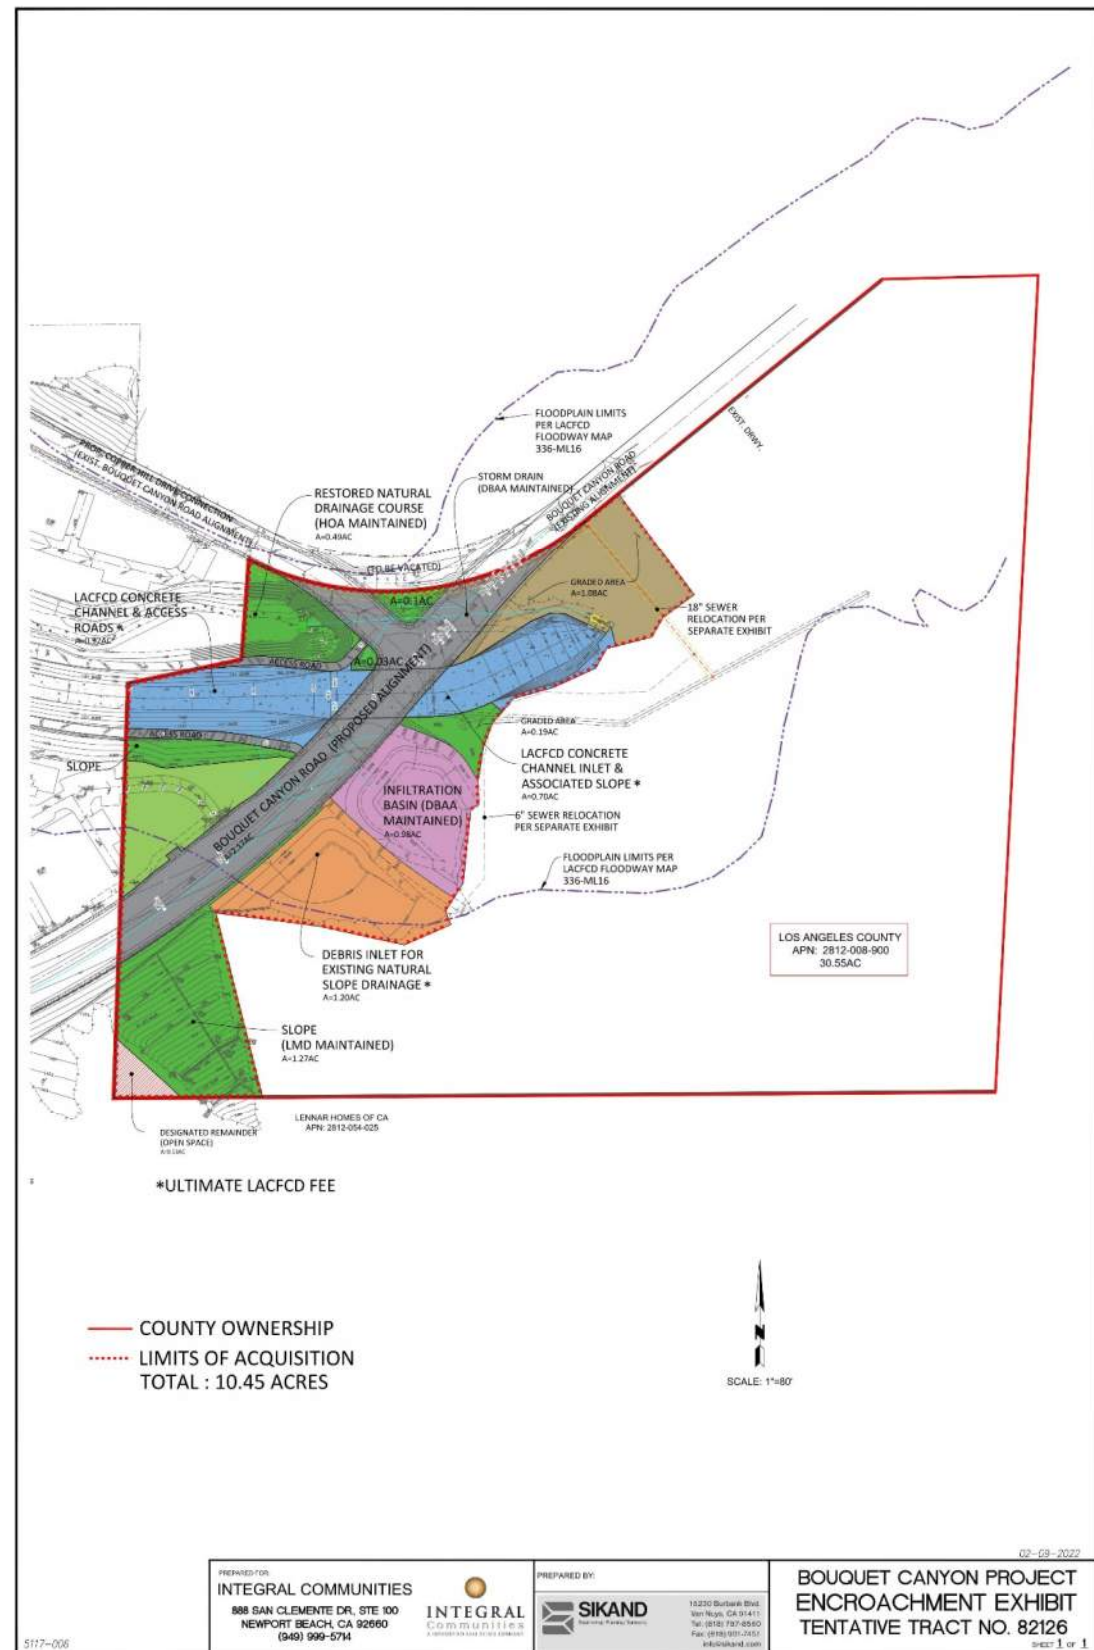 FLOODPLAIN LIMITS
PER LACFCD
FLOODWAY MAP
336-ML16
EXIST. DRWY.
BOUQUET CANYON ROAD
(EXISTING ALIGNMENT)
STORM DRAIN
(DBAA MAINTAINED)
PROP. COPPER HILL DRIVE CONNECTION
(EXIST. BOUQUET CANYON ROAD ALIGNMENT)
RESTORED NATURAL
DRAINAGE COURSE
(HOA MAINTAINED)
A=0.49AC
(TO BE VACATED)
GRADED AREA
A=1.08AC
A=0.1AC
LACFCD CONCRETE
CHANNEL & ACCESS
ROADS *
18" SEWER
RELOCATION PER
SEPARATE EXHIBIT
ACCESS ROAD
A=0.03AC
GRADED AREA
A=0.19AC
ACCESS ROAD
SLOPE
LACFCD CONCRETE
CHANNEL INLET &
ASSOCIATED SLOPE *
A=0.70AC
BOUQUET CANYON ROAD (PROPOSED ALIGNMENT)
INFILTRATION
BASIN (DBAA
MAINTAINED)
A=0.98AC
6" SEWER RELOCATION
PER SEPARATE EXHIBIT
FLOODPLAIN LIMITS PER
LACFCD FLOODWAY MAP
336-ML16
LOS ANGELES COUNTY
APN: 2812-008-900
30.55AC
DEBRIS INLET FOR
EXISTING NATURAL
SLOPE DRAINAGE *
A=1.20AC
SLOPE
(LMD MAINTAINED)
A=1.27AC
LENNAR HOMES OF CA
APN: 2812-054-025
DESIGNATED REMAINDER
(OPEN SPACE)
*ULTIMATE LACFCD FEE
COUNTY OWNERSHIP
LIMITS OF ACQUISITION
TOTAL : 10.45 ACRES
N
SCALE: 1"=80'
02-09-2022
PREPARED FOR:
INTEGRAL COMMUNITIES
888 SAN CLEMENTE DR, STE 100
NEWPORT BEACH, CA 92660
(949) 999-5714
INTEGRAL
Communities
PREPARED BY:
SIKAND
15230 Burbank Blvd.
Van Nuys, CA 91411
info@sikand.com
BOUQUET CANYON PROJECT
ENCROACHMENT EXHIBIT
TENTATIVE TRACT NO. 82126
SHEET 1 OF 1
5117-006